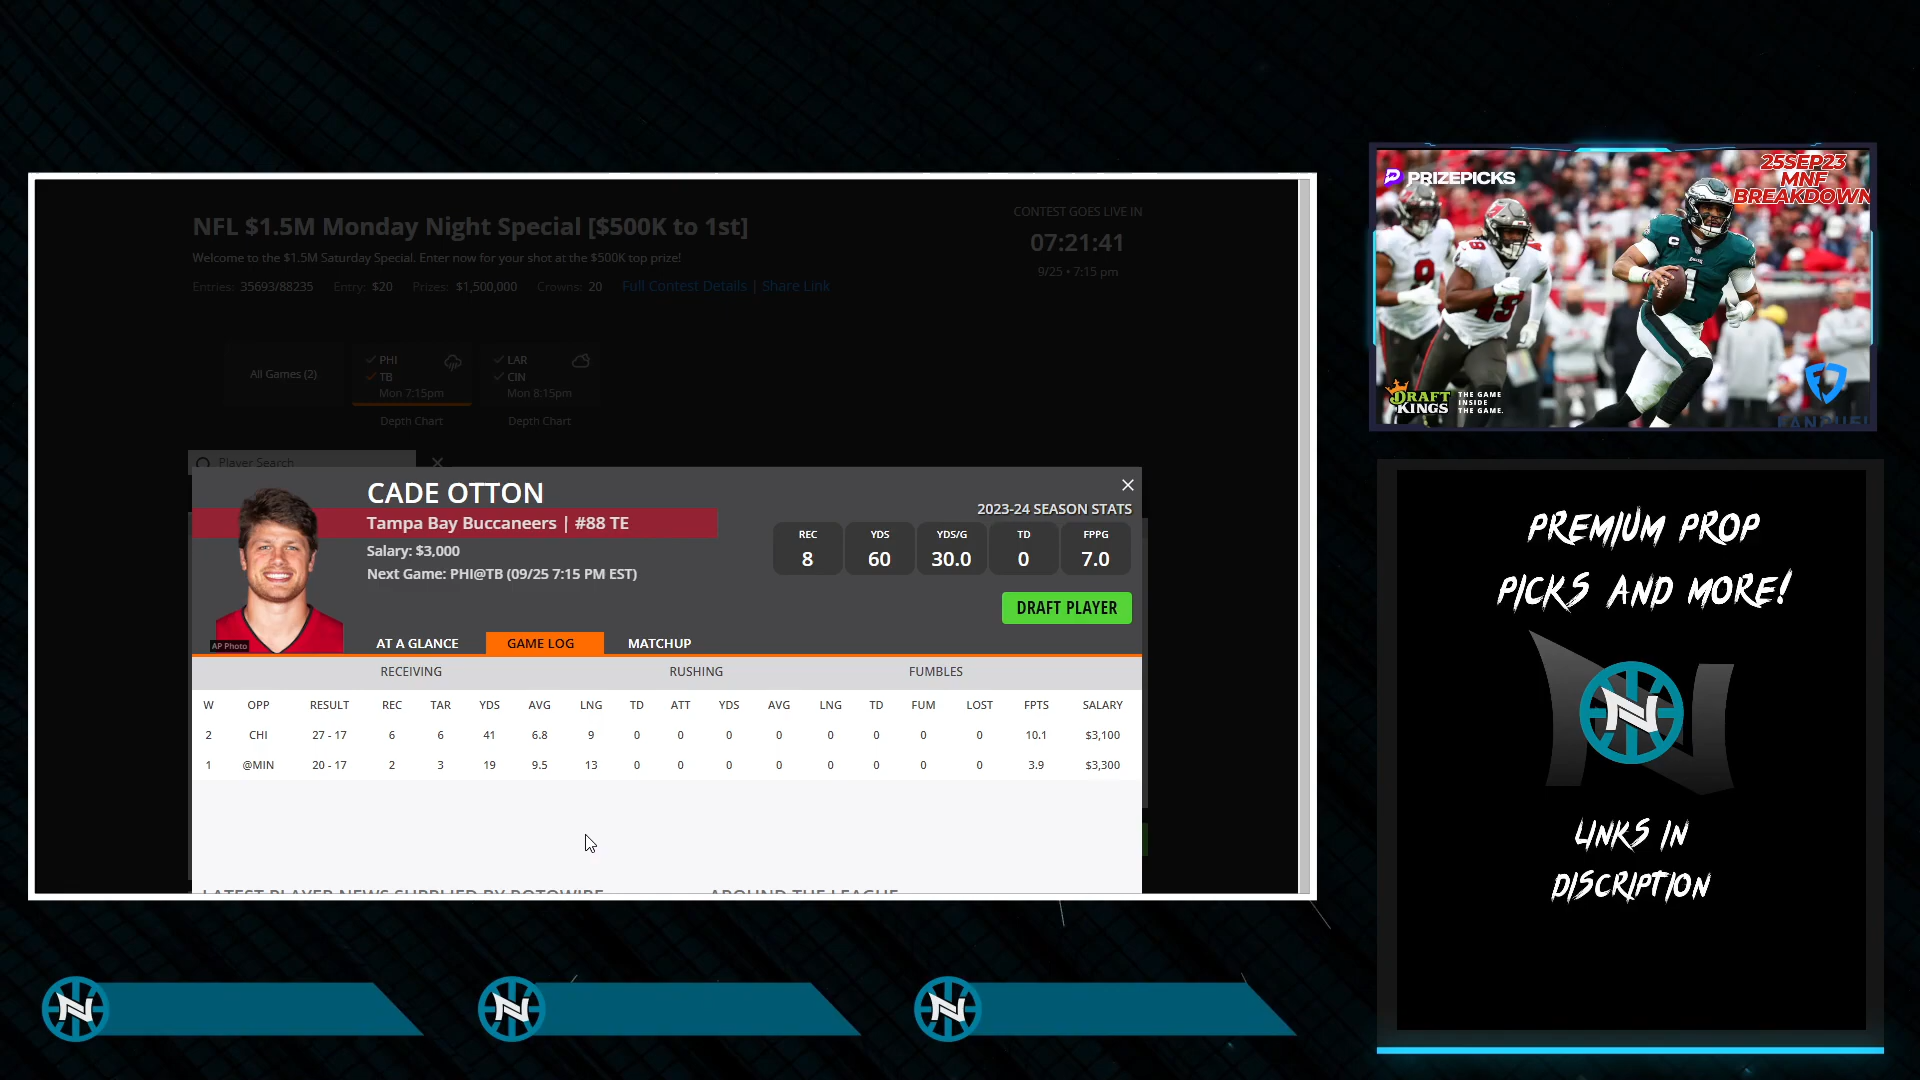 NFL $1.5M Monday Night Special [$500K to 1st]
Welcome to the $1.5M Saturday Special. Enter now for your shot at the $500K top prize!
Entries: 35693/88235 Entry: $20 Prizes: $1,500,000 Crowns: 20 Full Contest Details | Share Link
CONTEST GOES LIVE IN
07:21:41
9/25 • 7:15 pm
All Games (2)
PHI
TB
Mon 7:15pm
Depth Chart
LAR
CIN
Mon 8:15pm
Depth Chart
Player Search
CADE OTTON
Tampa Bay Buccaneers | #88 TE
Salary: $3,000
Next Game: PHI@TB (09/25 7:15 PM EST)
AP Photo
2023-24 SEASON STATS
REC YDS YDS/G TD FPPG
8 60 30.0 0 7.0
DRAFT PLAYER
AT A GLANCE GAME LOG MATCHUP
RECEIVING RUSHING FUMBLES
W OPP RESULT REC TAR YDS AVG LNG TD ATT YDS AVG LNG TD FUM LOST FPTS SALARY
2 CHI 27 - 17 6 6 41 6.8 9 0 0 0 0 0 0 0 0 10.1 $3,100
1 @MIN 20 - 17 2 3 19 9.5 13 0 0 0 0 0 0 0 0 3.9 $3,300
LATEST PLAYER NEWS SUPPLIED BY ROTOWIRE AROUND THE LEAGUE
PRIZEPICKS
25SEP23
MNF
BREAKDOWN
DRAFT
KINGS
THE GAME
INSIDE
THE GAME.
FANDUEL
PREMIUM PROP
PICKS AND MORE!
LINKS IN
DISCRIPTION